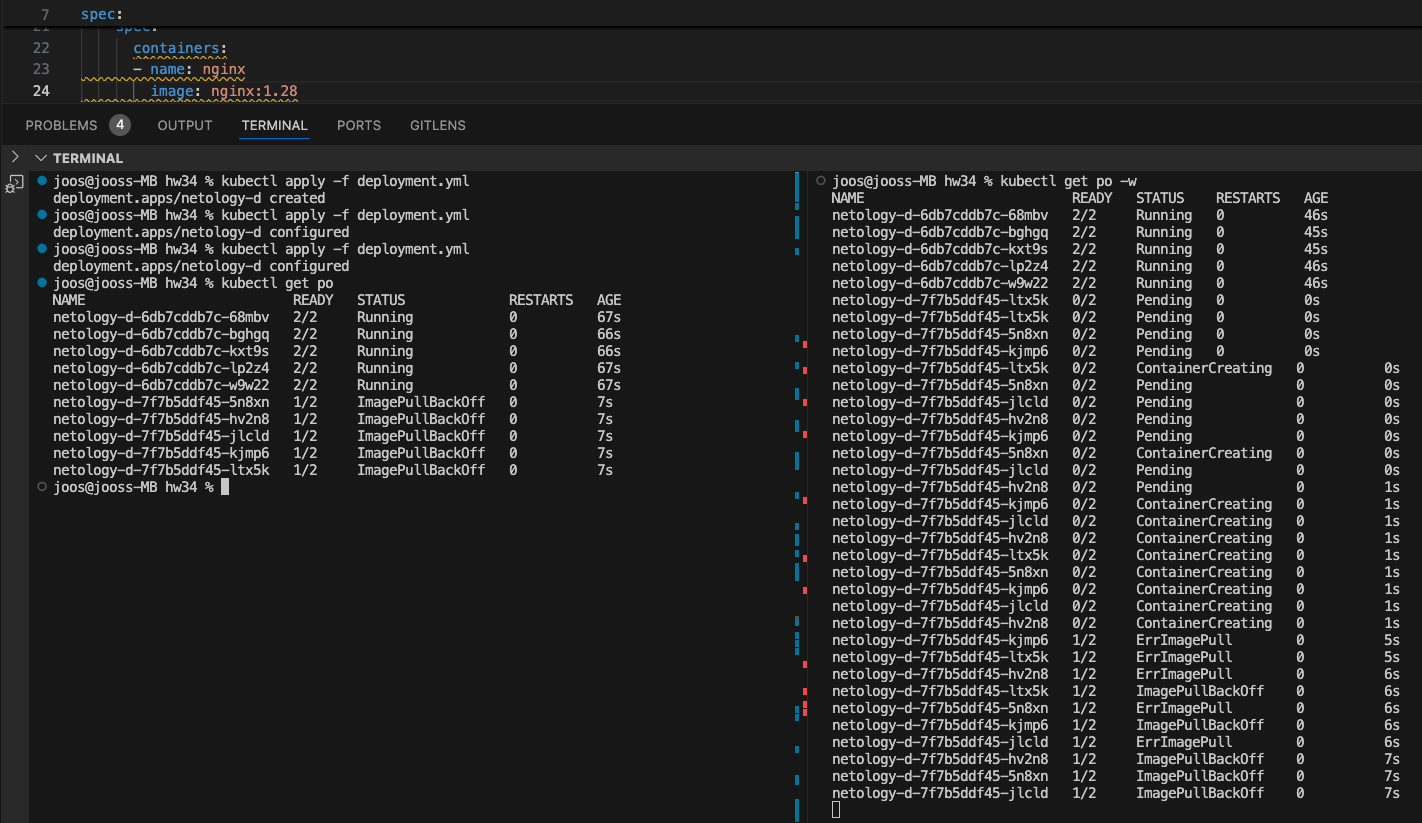 7 spec:
21 spec:
22 containers:
23 - name: nginx
24 image: nginx:1.28
PROBLEMS 4 OUTPUT TERMINAL PORTS GITLENS
TERMINAL
joos@jooss-MB hw34 % kubectl apply -f deployment.yml
deployment.apps/netology-d created
joos@jooss-MB hw34 % kubectl apply -f deployment.yml
deployment.apps/netology-d configured
joos@jooss-MB hw34 % kubectl apply -f deployment.yml
deployment.apps/netology-d configured
joos@jooss-MB hw34 % kubectl get po
NAME READY STATUS RESTARTS AGE
netology-d-6db7cddb7c-68mbv 2/2 Running 0 67s
netology-d-6db7cddb7c-bghgq 2/2 Running 0 66s
netology-d-6db7cddb7c-kxt9s 2/2 Running 0 66s
netology-d-6db7cddb7c-lp2z4 2/2 Running 0 67s
netology-d-6db7cddb7c-w9w22 2/2 Running 0 67s
netology-d-7f7b5ddf45-5n8xn 1/2 ImagePullBackOff 0 7s
netology-d-7f7b5ddf45-hv2n8 1/2 ImagePullBackOff 0 7s
netology-d-7f7b5ddf45-jlcld 1/2 ImagePullBackOff 0 7s
netology-d-7f7b5ddf45-kjmp6 1/2 ImagePullBackOff 0 7s
netology-d-7f7b5ddf45-ltx5k 1/2 ImagePullBackOff 0 7s
joos@jooss-MB hw34 %
joos@jooss-MB hw34 % kubectl get po -w
NAME READY STATUS RESTARTS AGE
netology-d-6db7cddb7c-68mbv 2/2 Running 0 46s
netology-d-6db7cddb7c-bghgq 2/2 Running 0 45s
netology-d-6db7cddb7c-kxt9s 2/2 Running 0 45s
netology-d-6db7cddb7c-lp2z4 2/2 Running 0 46s
netology-d-6db7cddb7c-w9w22 2/2 Running 0 46s
netology-d-7f7b5ddf45-ltx5k 0/2 Pending 0 0s
netology-d-7f7b5ddf45-ltx5k 0/2 Pending 0 0s
netology-d-7f7b5ddf45-5n8xn 0/2 Pending 0 0s
netology-d-7f7b5ddf45-kjmp6 0/2 Pending 0 0s
netology-d-7f7b5ddf45-ltx5k 0/2 ContainerCreating 0 0s
netology-d-7f7b5ddf45-5n8xn 0/2 Pending 0 0s
netology-d-7f7b5ddf45-jlcld 0/2 Pending 0 0s
netology-d-7f7b5ddf45-hv2n8 0/2 Pending 0 0s
netology-d-7f7b5ddf45-kjmp6 0/2 Pending 0 0s
netology-d-7f7b5ddf45-5n8xn 0/2 ContainerCreating 0 0s
netology-d-7f7b5ddf45-jlcld 0/2 Pending 0 0s
netology-d-7f7b5ddf45-hv2n8 0/2 Pending 0 1s
netology-d-7f7b5ddf45-kjmp6 0/2 ContainerCreating 0 1s
netology-d-7f7b5ddf45-jlcld 0/2 ContainerCreating 0 1s
netology-d-7f7b5ddf45-hv2n8 0/2 ContainerCreating 0 1s
netology-d-7f7b5ddf45-ltx5k 0/2 ContainerCreating 0 1s
netology-d-7f7b5ddf45-5n8xn 0/2 ContainerCreating 0 1s
netology-d-7f7b5ddf45-kjmp6 0/2 ContainerCreating 0 1s
netology-d-7f7b5ddf45-jlcld 0/2 ContainerCreating 0 1s
netology-d-7f7b5ddf45-hv2n8 0/2 ContainerCreating 0 1s
netology-d-7f7b5ddf45-kjmp6 1/2 ErrImagePull 0 5s
netology-d-7f7b5ddf45-ltx5k 1/2 ErrImagePull 0 5s
netology-d-7f7b5ddf45-hv2n8 1/2 ErrImagePull 0 6s
netology-d-7f7b5ddf45-ltx5k 1/2 ImagePullBackOff 0 6s
netology-d-7f7b5ddf45-5n8xn 1/2 ErrImagePull 0 6s
netology-d-7f7b5ddf45-kjmp6 1/2 ImagePullBackOff 0 6s
netology-d-7f7b5ddf45-jlcld 1/2 ErrImagePull 0 6s
netology-d-7f7b5ddf45-hv2n8 1/2 ImagePullBackOff 0 7s
netology-d-7f7b5ddf45-5n8xn 1/2 ImagePullBackOff 0 7s
netology-d-7f7b5ddf45-jlcld 1/2 ImagePullBackOff 0 7s